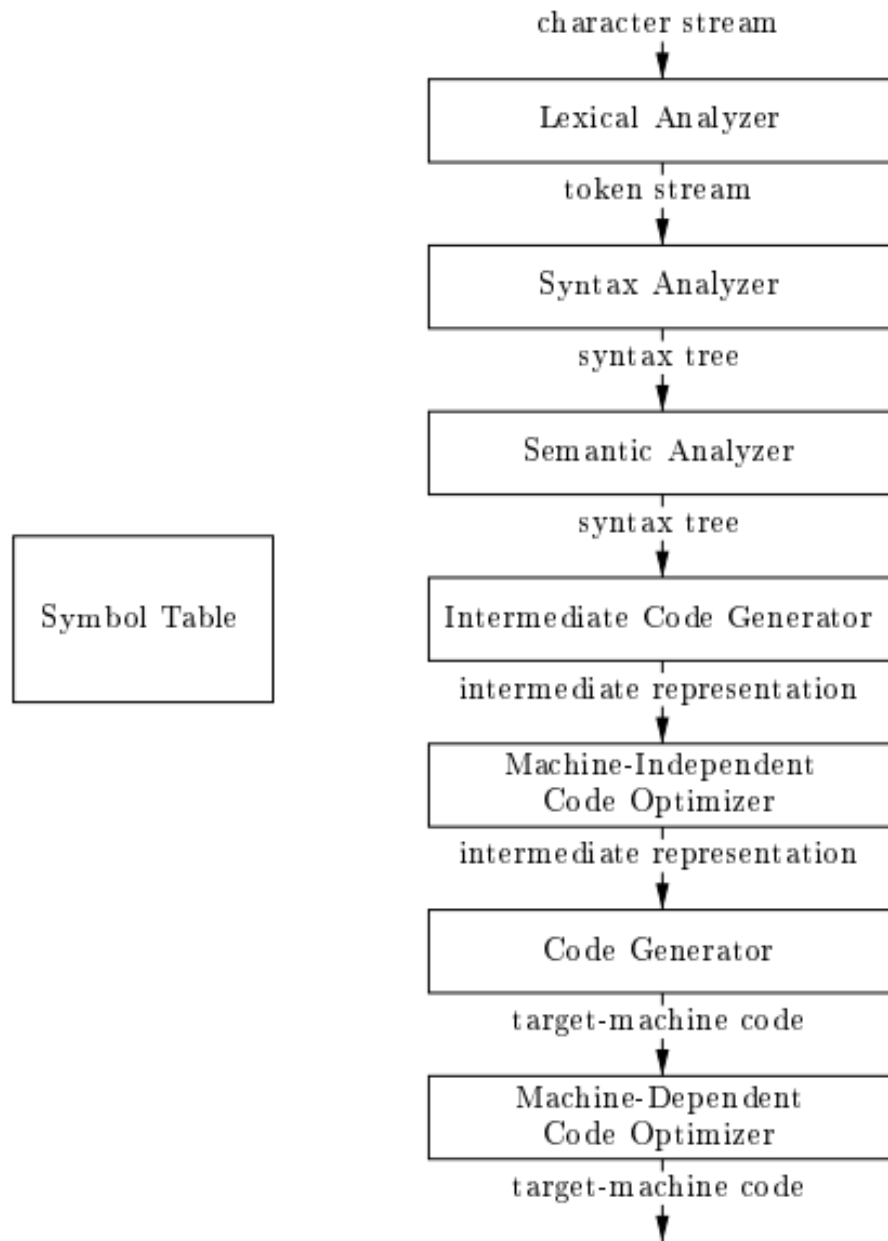 character stream
Lexical Analyzer
token stream
Syntax Analyzer
syntax tree
Semantic Analyzer
syntax tree
Symbol Table
Intermediate Code Generator
intermediate representation
Machine-Independent
Code Optimizer
intermediate representation
Code Generator
target-machine code
Machine-Dependent
Code Optimizer
target-machine code